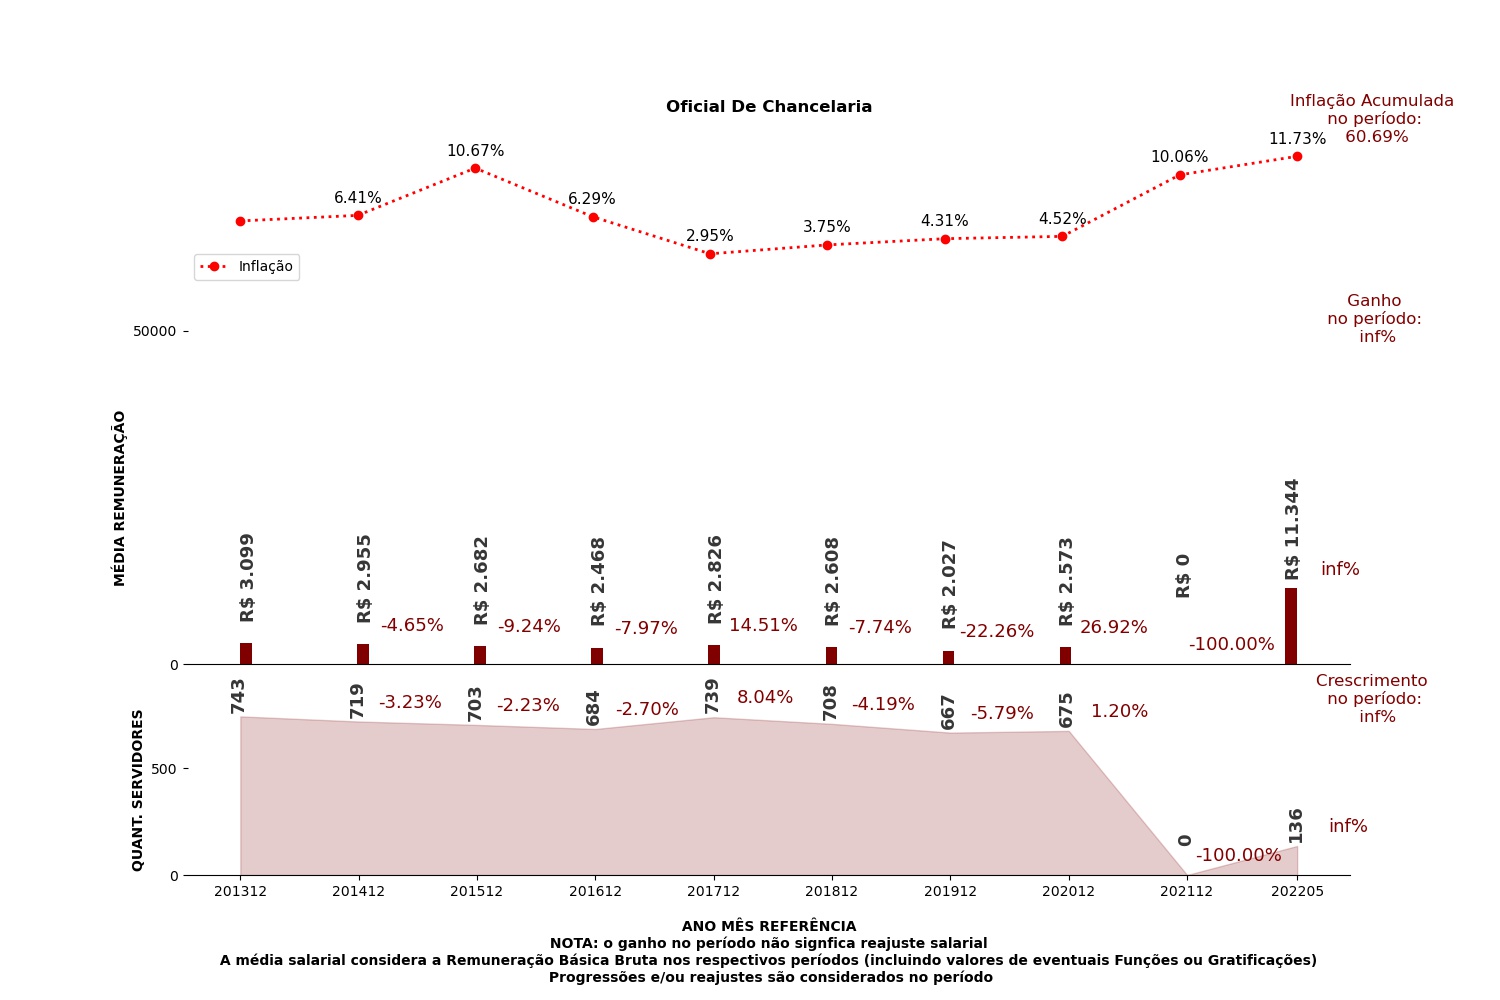 Oficial De Chancelaria
Inflação Acumulada
no período:
60.69%
6.41%
10.67%
6.29%
2.95%
3.75%
4.31%
4.52%
10.06%
11.73%
Inflação
Ganho
no período:
inf%
50000
0
MÉDIA REMUNERAÇÃO
R$ 3.099
R$ 2.955
R$ 2.682
R$ 2.468
R$ 2.826
R$ 2.608
R$ 2.027
R$ 2.573
R$ 0
R$ 11.344
-4.65%
-9.24%
-7.97%
14.51%
-7.74%
-22.26%
26.92%
-100.00%
inf%
Crescrimento
no período:
inf%
QUANT. SERVIDORES
500
0
743
719
703
684
739
708
667
675
0
136
-3.23%
-2.23%
-2.70%
8.04%
-4.19%
-5.79%
1.20%
-100.00%
inf%
201312 201412 201512 201612 201712 201812 201912 202012 202112 202205
ANO MÊS REFERÊNCIA
NOTA: o ganho no período não signfica reajuste salarial
A média salarial considera a Remuneração Básica Bruta nos respectivos períodos (incluindo valores de eventuais Funções ou Gratificações)
Progressões e/ou reajustes são considerados no período